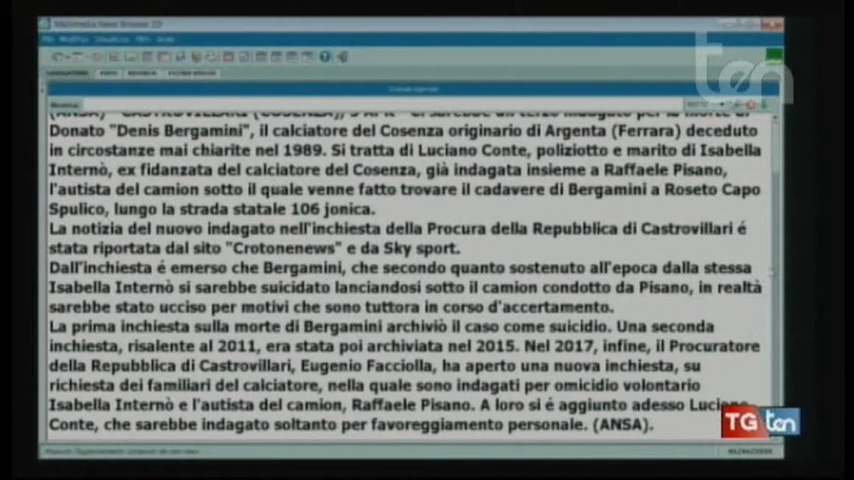 Multimedia News Browser
ten
Donato "Denis Bergamini", il calciatore del Cosenza originario di Argenta (Ferrara) deceduto
in circostanze mai chiarite nel 1989. Si tratta di Luciano Conte, poliziotto e marito di Isabella
Internò, ex fidanzata del calciatore del Cosenza, già indagata insieme a Raffaele Pisano,
l'autista del camion sotto il quale venne fatto trovare il cadavere di Bergamini a Roseto Capo
Spulico, lungo la strada statale 106 jonica.
La notizia del nuovo indagato nell'inchiesta della Procura della Repubblica di Castrovillari é
stata riportata dal sito "Crotonenews" e da Sky sport.
Dall'inchiesta é emerso che Bergamini, che secondo quanto sostenuto all'epoca dalla stessa
Isabella Internò si sarebbe suicidato lanciandosi sotto il camion condotto da Pisano, in realtà
sarebbe stato ucciso per motivi che sono tuttora in corso d'accertamento.
La prima inchiesta sulla morte di Bergamini archiviò il caso come suicidio. Una seconda
inchiesta, risalente al 2011, era stata poi archiviata nel 2015. Nel 2017, infine, il Procuratore
della Repubblica di Castrovillari, Eugenio Facciolla, ha aperto una nuova inchiesta, su
richiesta dei familiari del calciatore, nella quale sono indagati per omicidio volontario
Isabella Internò e l'autista del camion, Raffaele Pisano. A loro si é aggiunto adesso Luciano
Conte, che sarebbe indagato soltanto per favoreggiamento personale. (ANSA).
TG ten